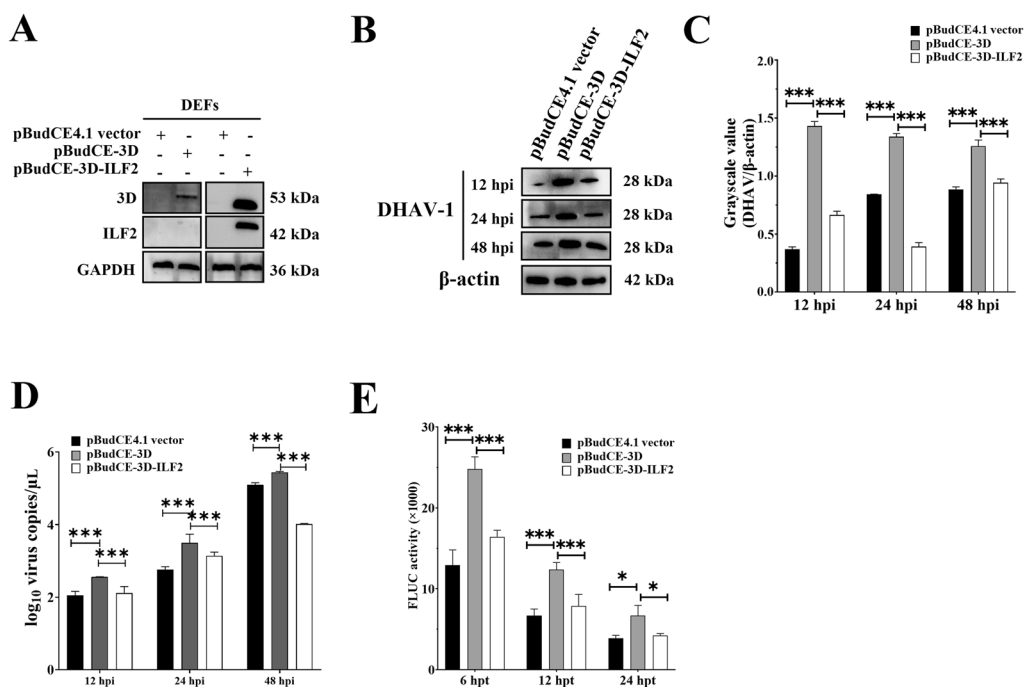 A
DEFs
pBudCE4.1 vector + − + −
pBudCE-3D − + − −
pBudCE-3D-ILF2 − − − +
3D 53 kDa
ILF2 42 kDa
GAPDH 36 kDa
B
pBudCE4.1 vector
pBudCE-3D
pBudCE-3D-ILF2
DHAV-1
12 hpi 28 kDa
24 hpi 28 kDa
48 hpi 28 kDa
β-actin 42 kDa
C
pBudCE4.1 vector
pBudCE-3D
pBudCE-3D-ILF2
Grayscale value
(DHAV/β-actin)
2.0
1.5
1.0
0.5
0.0
*** *** *** *** *** ***
12 hpi 24 hpi 48 hpi
D
pBudCE4.1 vector
pBudCE-3D
pBudCE-3D-ILF2
log10 virus copies/μL
6
4
2
0
*** *** *** *** *** ***
12 hpi 24 hpi 48 hpi
E
pBudCE4.1 vector
pBudCE-3D
pBudCE-3D-ILF2
FLUC activity (×1000)
30
20
10
0
*** *** *** *** * *
6 hpt 12 hpt 24 hpt